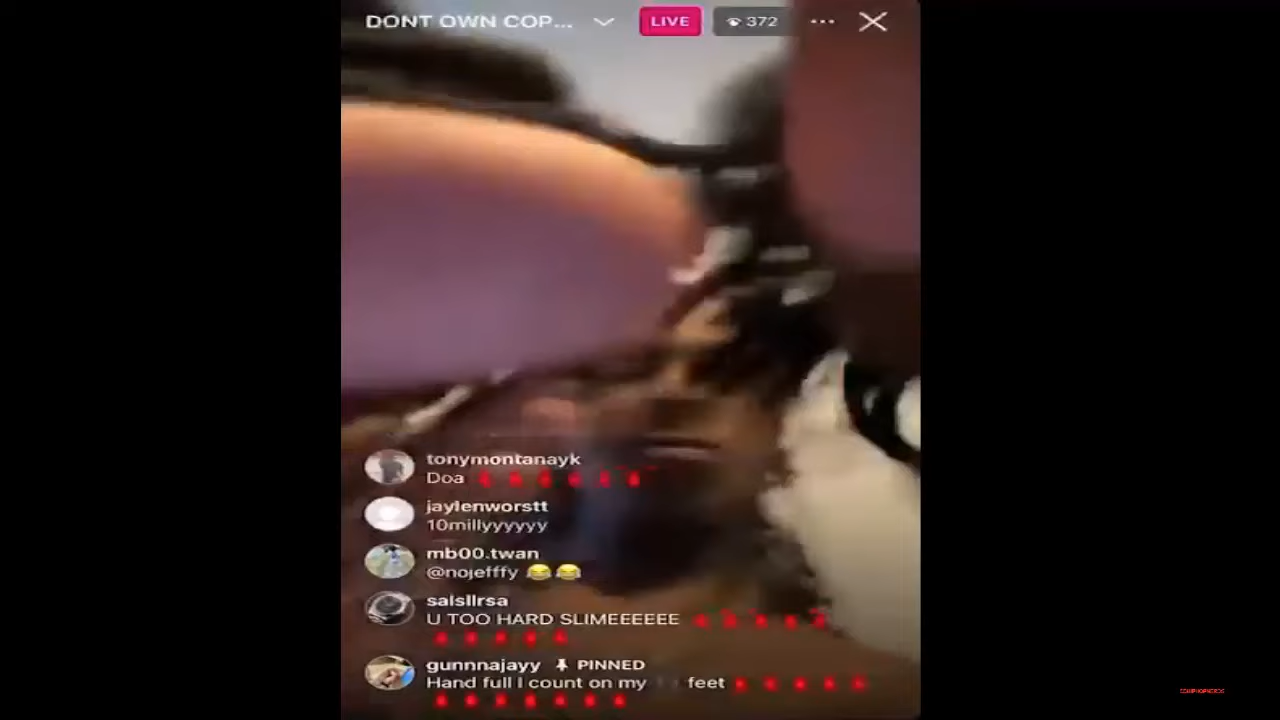 DONT OWN COP...
LIVE
372
tonymontanayk
Doa
jaylenworstt
10millyyyyyy
mb00.twan
@nojefffy 😂😂
saisllrsa
U TOO HARD SLIMEEEEEE
gunnnajayy PINNED
Hand full I count on my feet